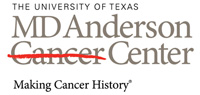 THE UNIVERSITY OF TEXAS
MD Anderson
Cancer Center
Making Cancer History®